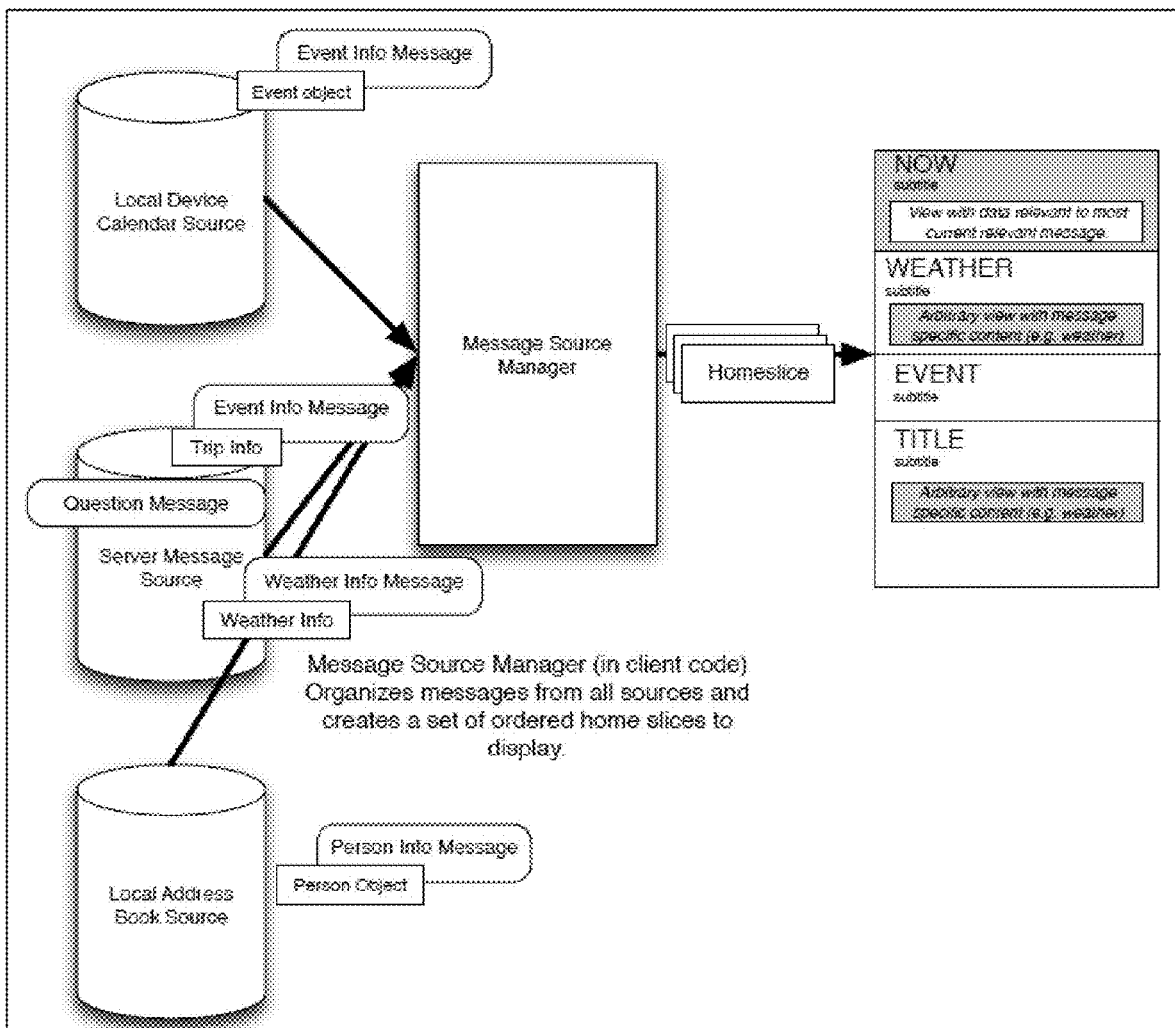 Event Info Message
Event object
Local Device
Calendar Source
Message Source
Manager
Homeslice
NOW
subtitle
View with data relevant to most
current relevant message.
WEATHER
subtitle
Arbitrary view with message
specific content (e.g. weather)
EVENT
subtitle
TITLE
subtitle
Arbitrary view with message
specific content (e.g. weather)
Event Info Message
Trip Info
Question Message
Server Message
Source
Weather Info Message
Weather Info
Message Source Manager (in client code)
Organizes messages from all sources and
creates a set of ordered home slices to
display.
Person Info Message
Person Object
Local Address
Book Source